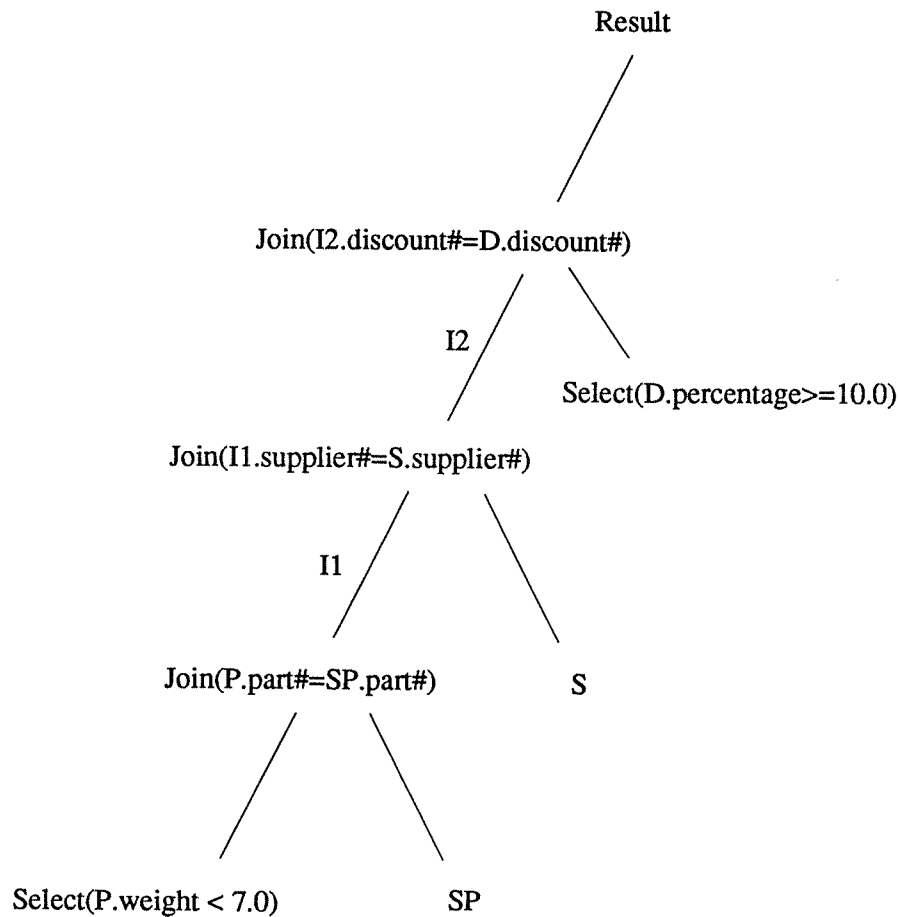 Result
Join(I2.discount#=D.discount#)
I2
Select(D.percentage>=10.0)
Join(I1.supplier#=S.supplier#)
I1
Join(P.part#=SP.part#)
S
Select(P.weight < 7.0)
SP